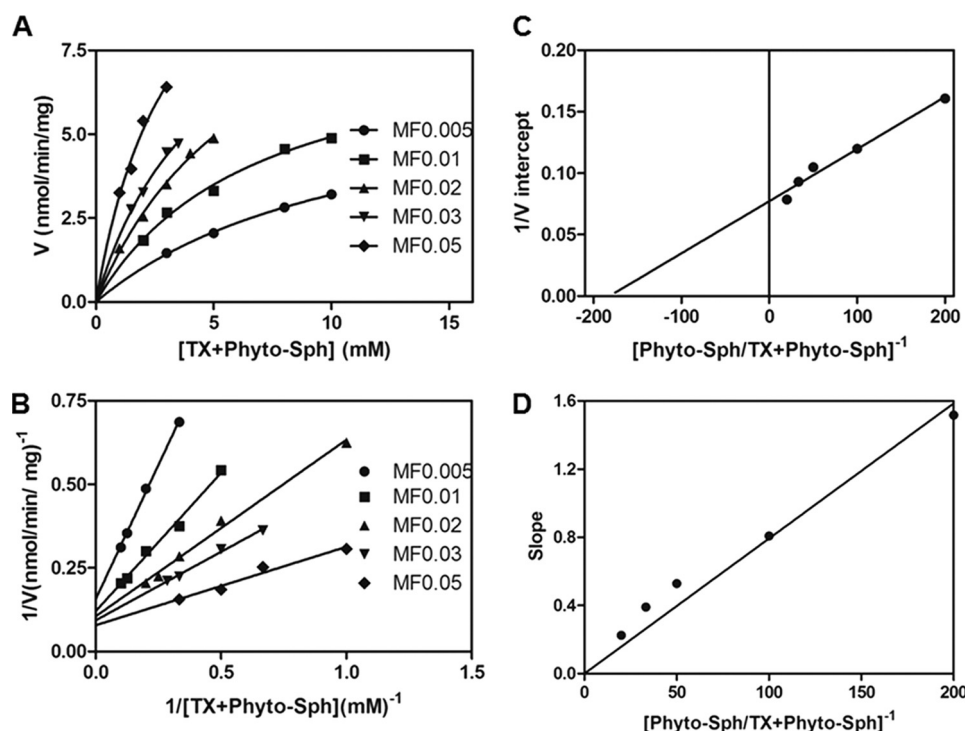 A
7.5
5.0
2.5
0.0
0
5
10
15
V (nmol/min/mg)
[TX+Phyto-Sph] (mM)
MF0.005
MF0.01
MF0.02
MF0.03
MF0.05
C
0.20
0.15
0.10
0.05
0.00
-200
-100
0
100
200
1/V intercept
[Phyto-Sph/TX+Phyto-Sph]⁻¹
B
0.75
0.50
0.25
0.00
0.0
0.5
1.0
1.5
1/V(nmol/min/ mg)⁻¹
1/[TX+Phyto-Sph](mM)⁻¹
MF0.005
MF0.01
MF0.02
MF0.03
MF0.05
D
1.6
1.2
0.8
0.4
0.0
0
50
100
150
200
Slope
[Phyto-Sph/TX+Phyto-Sph]⁻¹